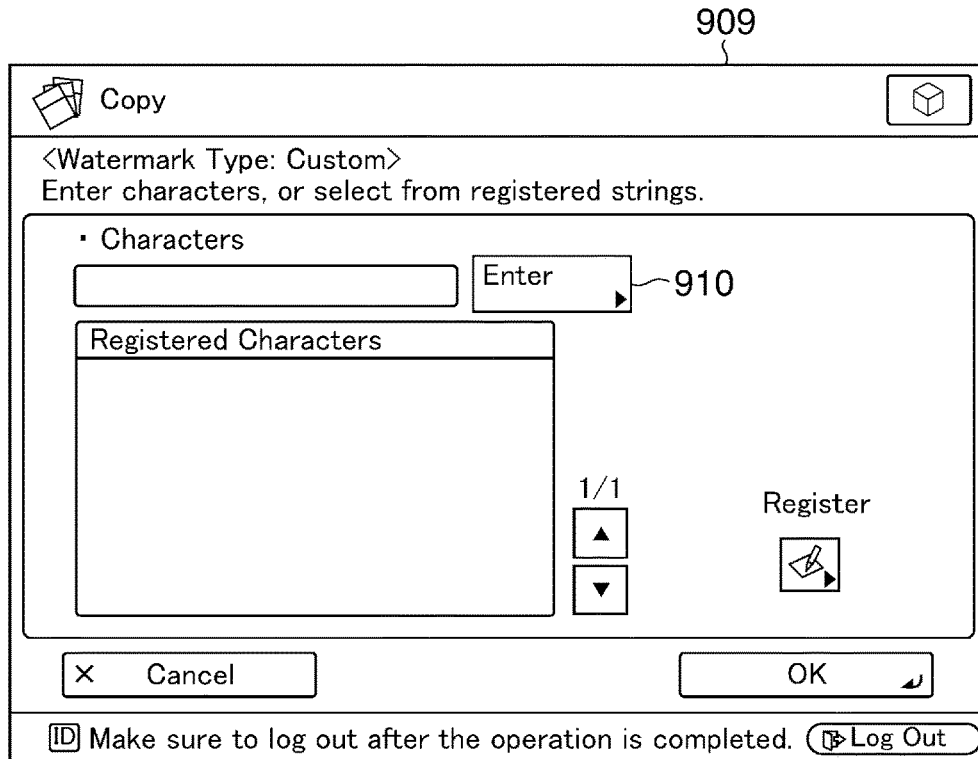 909
Copy
<Watermark Type: Custom>
Enter characters, or select from registered strings.
・ Characters
Enter
910
Registered Characters
1/1
Register
× Cancel
OK
ID Make sure to log out after the operation is completed. Log Out